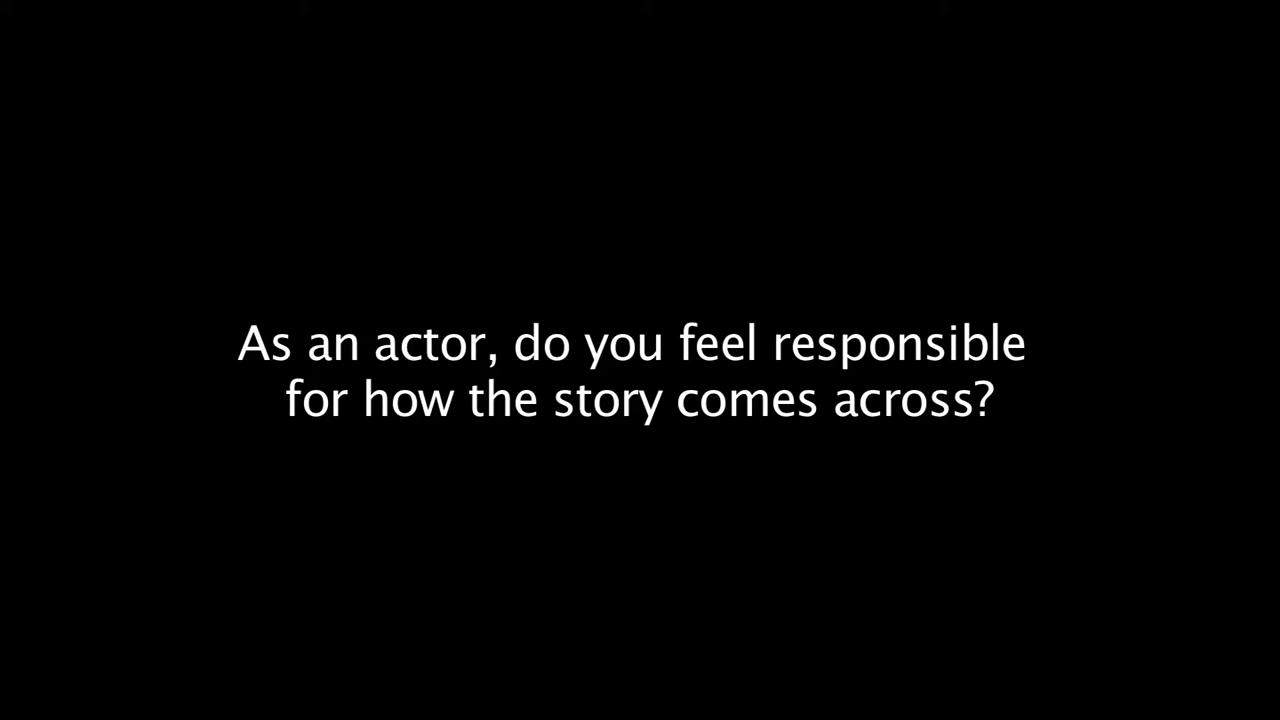 As an actor, do you feel responsible
for how the story comes across?